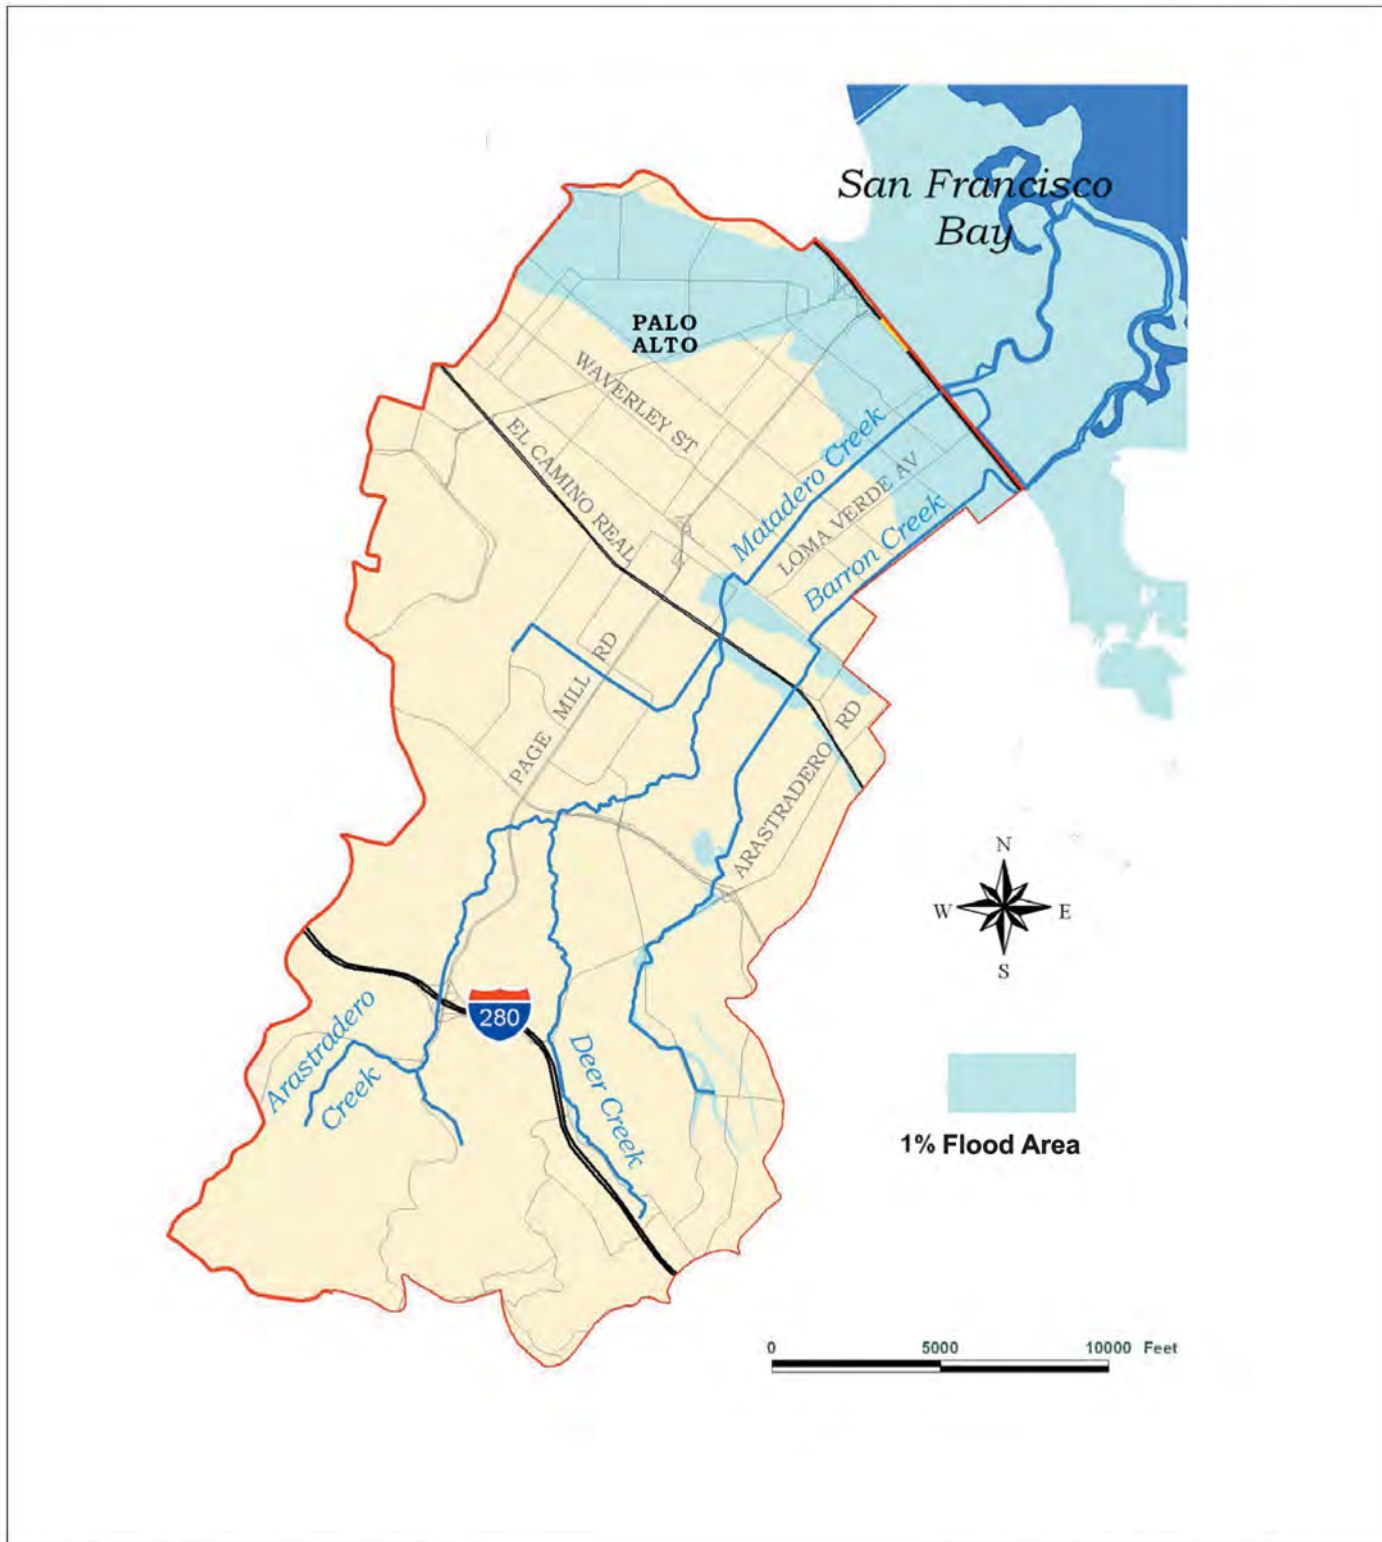 San Francisco
Bay
PALO
ALTO
WAVERLEY ST
EL CAMINO REAL
Matadero Creek
LOMA VERDE AV
Barron Creek
PAGE MILL RD
ARASTRADERO RD
N
W E
S
280
Arastradero
Creek
Deer Creek
1% Flood Area
0 5000 10000 Feet